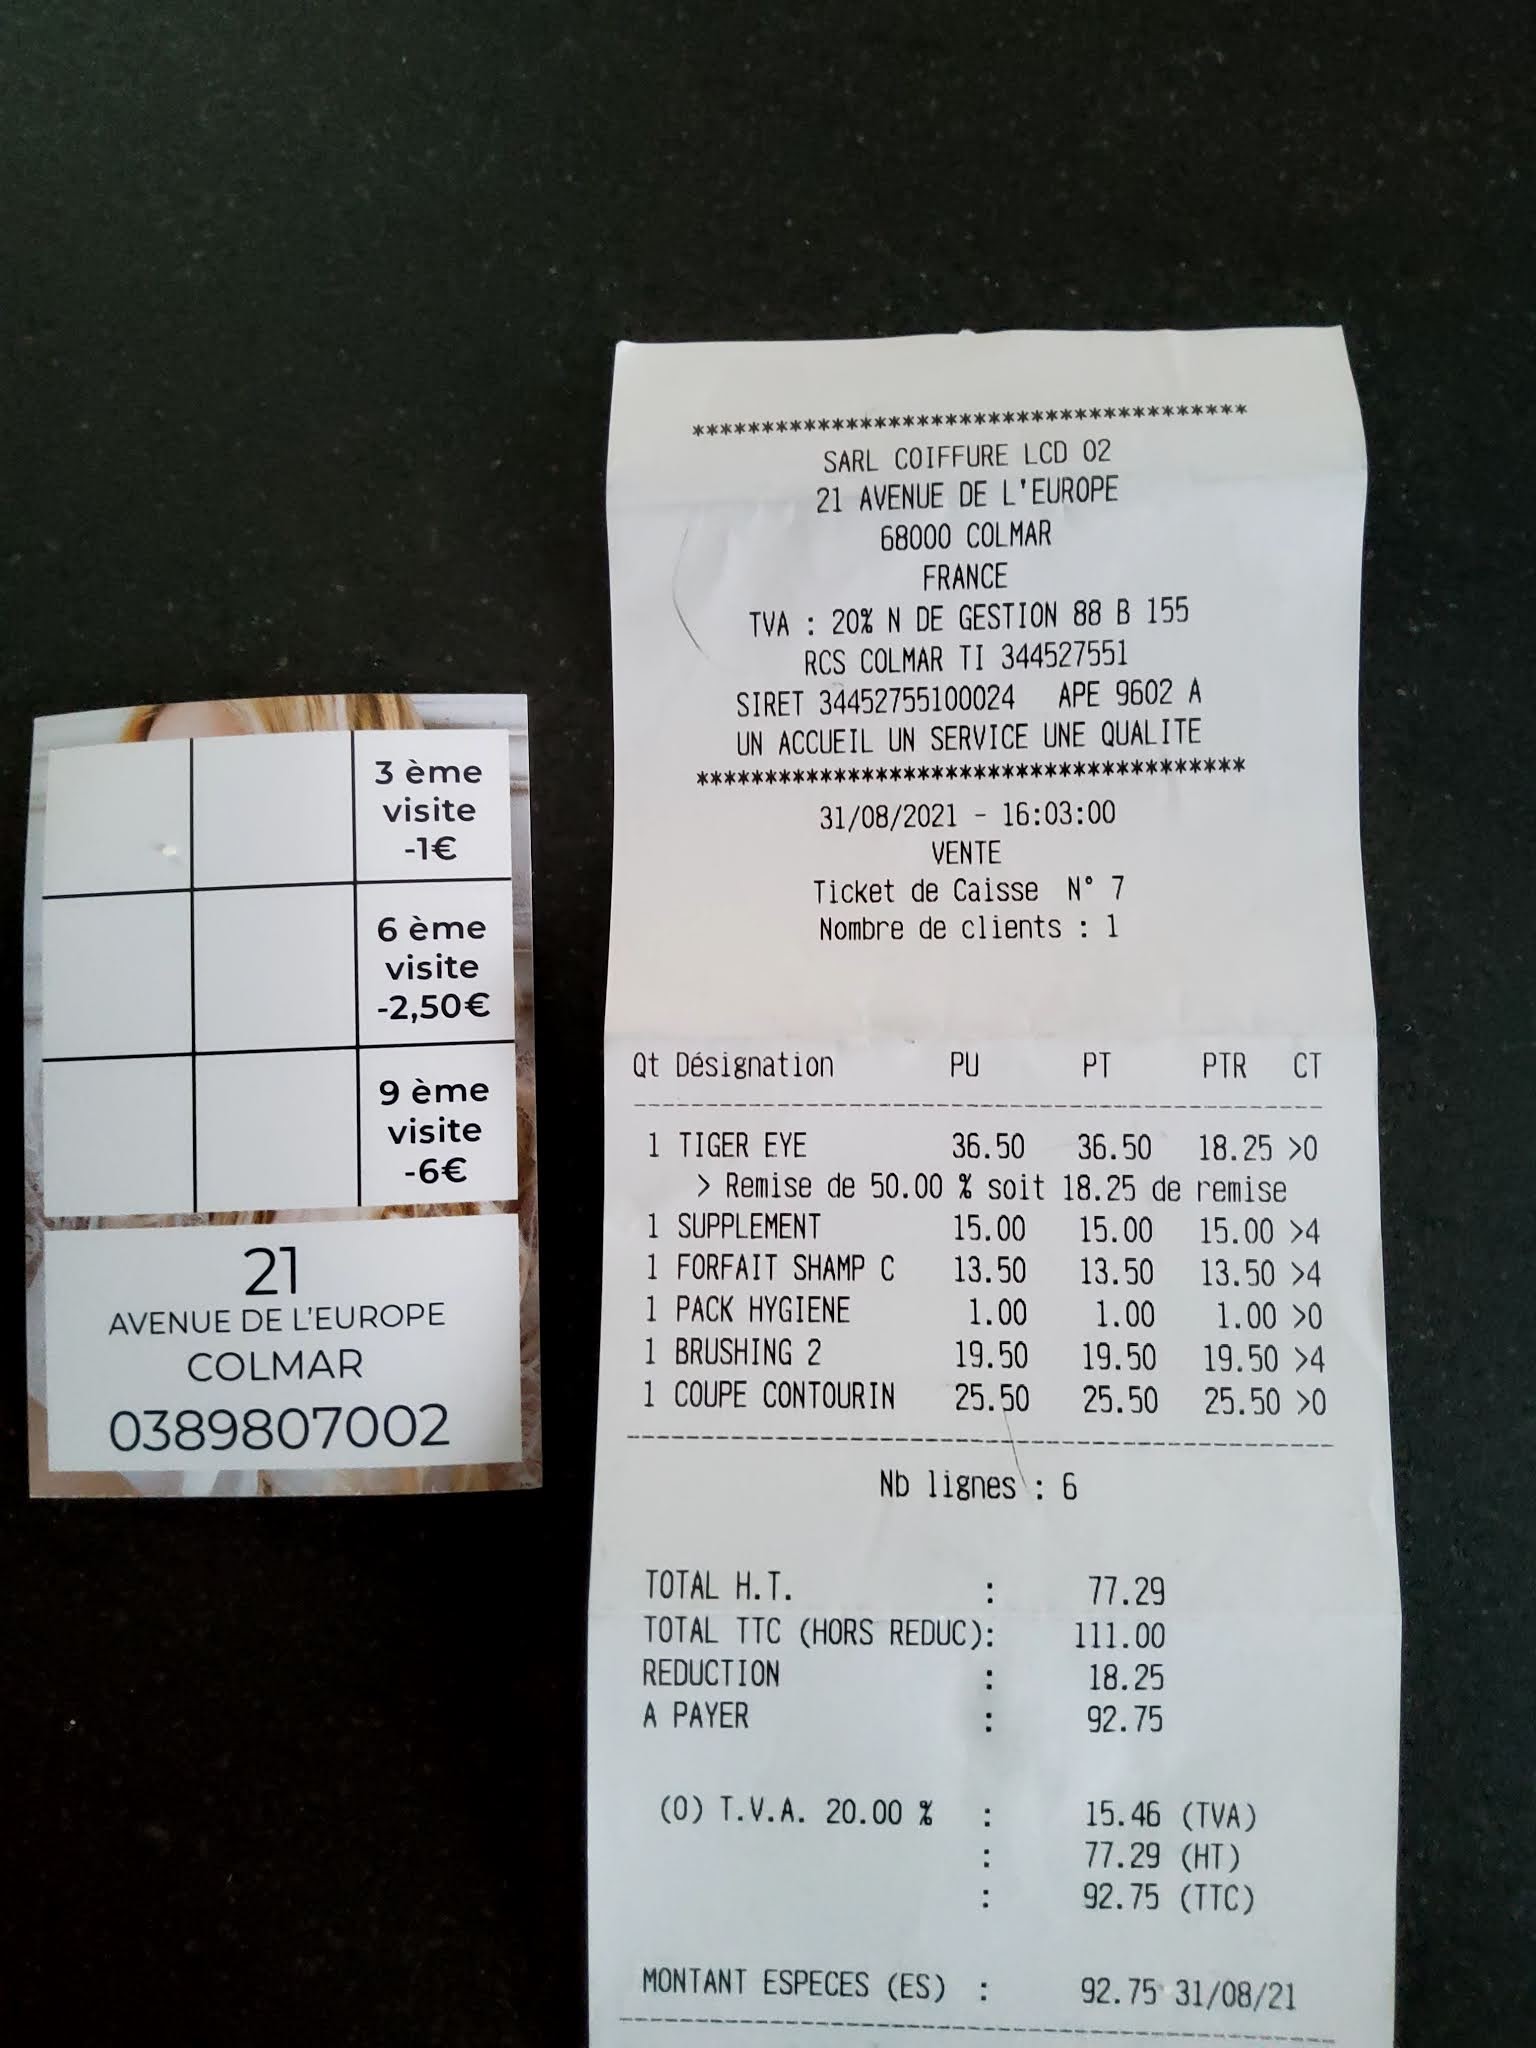 3 ème
visite
-1€
6 ème
visite
-2,50€
9 ème
visite
-6€
21
AVENUE DE L'EUROPE
COLMAR
0389807002
****************************************
SARL COIFFURE LCD 02
21 AVENUE DE L'EUROPE
68000 COLMAR
FRANCE
TVA : 20% N DE GESTION 88 B 155
RCS COLMAR TI 344527551
SIRET 34452755100024 APE 9602 A
UN ACCUEIL UN SERVICE UNE QUALITE
****************************************
31/08/2021 - 16:03:00
VENTE
Ticket de Caisse N° 7
Nombre de clients : 1
Qt Désignation PU PT PTR CT
1 TIGER EYE 36.50 36.50 18.25 >0
> Remise de 50.00 % soit 18.25 de remise
1 SUPPLEMENT 15.00 15.00 15.00 >4
1 FORFAIT SHAMP C 13.50 13.50 13.50 >4
1 PACK HYGIENE 1.00 1.00 1.00 >0
1 BRUSHING 2 19.50 19.50 19.50 >4
1 COUPE CONTOURIN 25.50 25.50 25.50 >0
Nb lignes : 6
TOTAL H.T. : 77.29
TOTAL TTC (HORS REDUC): 111.00
REDUCTION : 18.25
A PAYER : 92.75
(0) T.V.A. 20.00 % : 15.46 (TVA)
: 77.29 (HT)
: 92.75 (TTC)
MONTANT ESPECES (ES) : 92.75 31/08/21